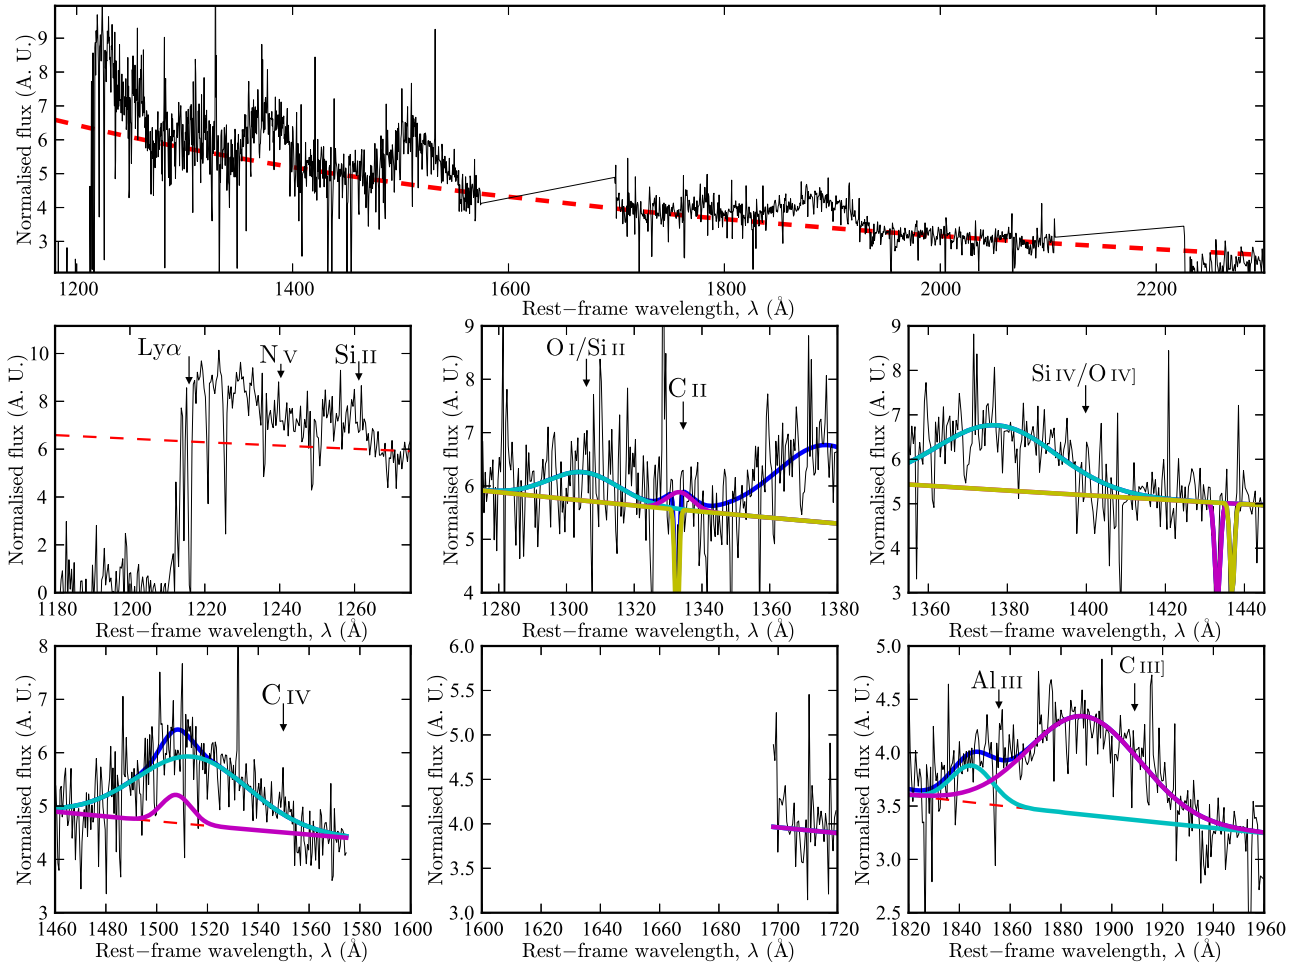 Normalised flux (A. U.)
9
8
7
6
5
4
3
1200 1400 1600 1800 2000 2200
Rest−frame wavelength, λ (Å)
Normalised flux (A. U.)
10
8
6
4
2
0
Lyα N V Si II
1180 1200 1220 1240 1260
Rest−frame wavelength, λ (Å)
Normalised flux (A. U.)
9
8
7
6
5
4
O I/Si II
C II
1280 1300 1320 1340 1360 1380
Rest−frame wavelength, λ (Å)
Normalised flux (A. U.)
9
8
7
6
5
4
3
Si IV/O IV]
1360 1380 1400 1420 1440
Rest−frame wavelength, λ (Å)
Normalised flux (A. U.)
8
7
6
5
4
3
C IV
1460 1480 1500 1520 1540 1560 1580 1600
Rest−frame wavelength, λ (Å)
Normalised flux (A. U.)
6.0
5.5
5.0
4.5
4.0
3.5
3.0
1600 1620 1640 1660 1680 1700 1720
Rest−frame wavelength, λ (Å)
Normalised flux (A. U.)
5.0
4.5
4.0
3.5
3.0
2.5
Al III
C III]
1820 1840 1860 1880 1900 1920 1940 1960
Rest−frame wavelength, λ (Å)